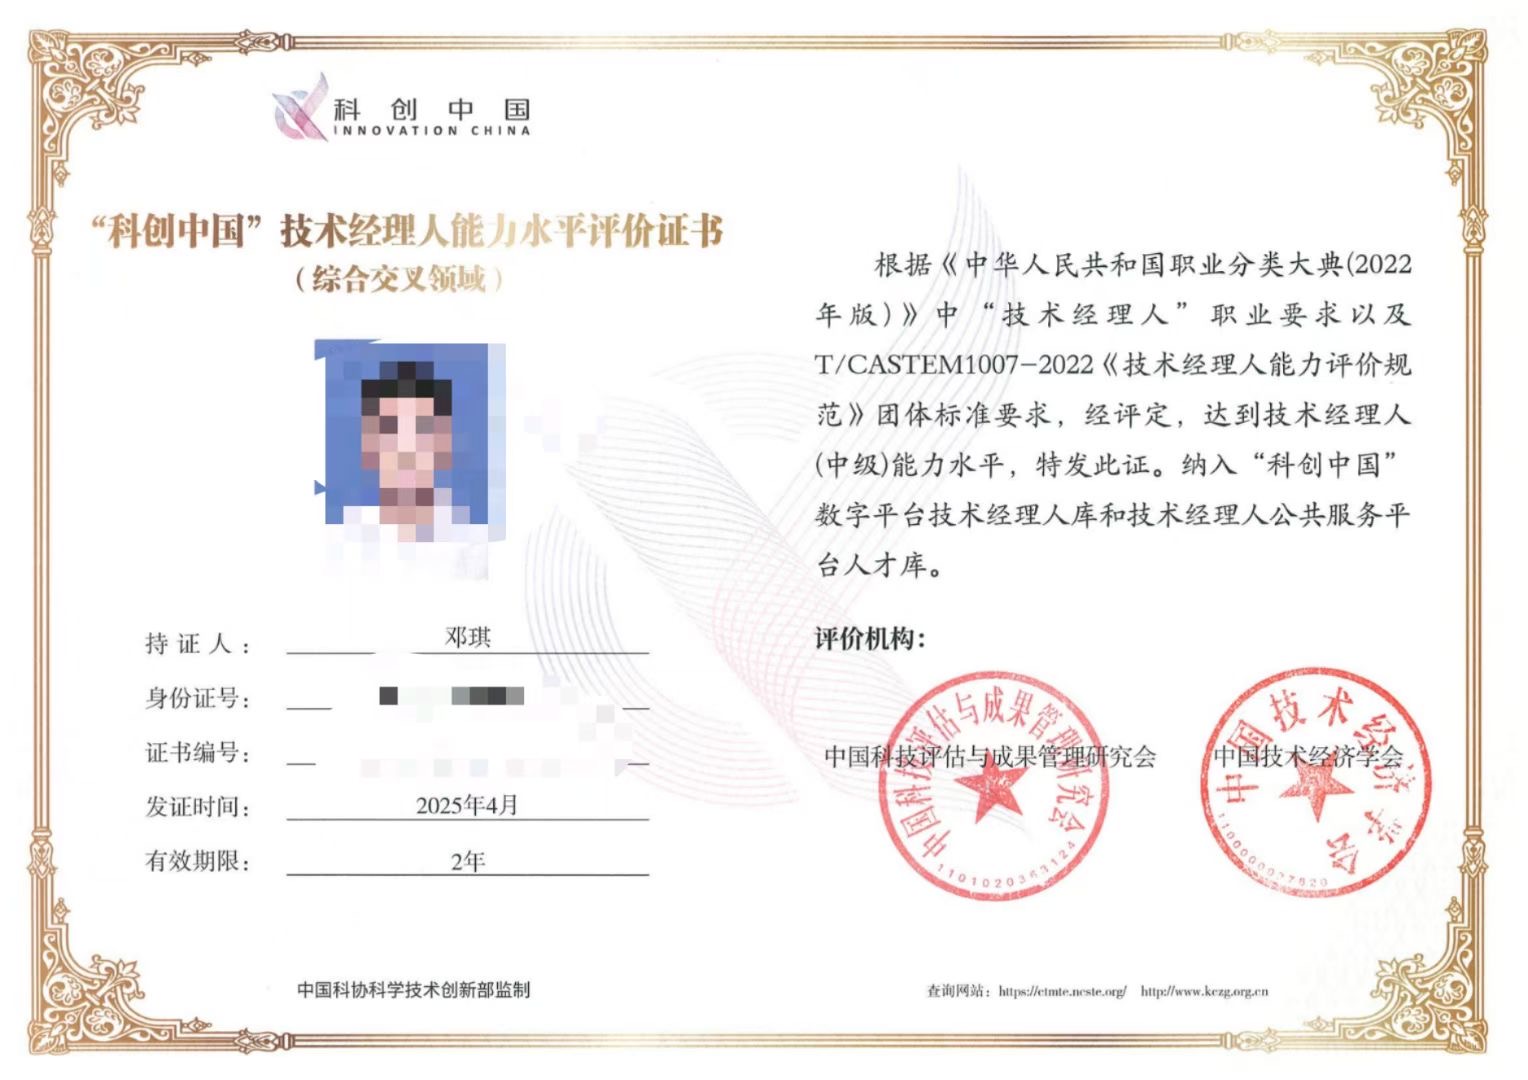 科创中国
INNOVATION CHINA
“科创中国”技术经理人能力水平评价证书
（综合交叉领域）
持证人： 邓琪
身份证号：
证书编号：
发证时间： 2025年4月
有效期限： 2年
中国科协科学技术创新部监制
根据《中华人民共和国职业分类大典(2022
年版)》中“技术经理人”职业要求以及
T/CASTEM1007-2022《技术经理人能力评价规
范》团体标准要求，经评定，达到技术经理人
(中级)能力水平，特发此证。纳入“科创中国”
数字平台技术经理人库和技术经理人公共服务平
台人才库。
评价机构：
中国科技评估与成果管理研究会
中国科技评估与成果管理研究会
1101020363124
中国技术经济学会
中国技术经济学会
查询网站：https://ctmte.ncste.org/ http://www.kczg.org.cn